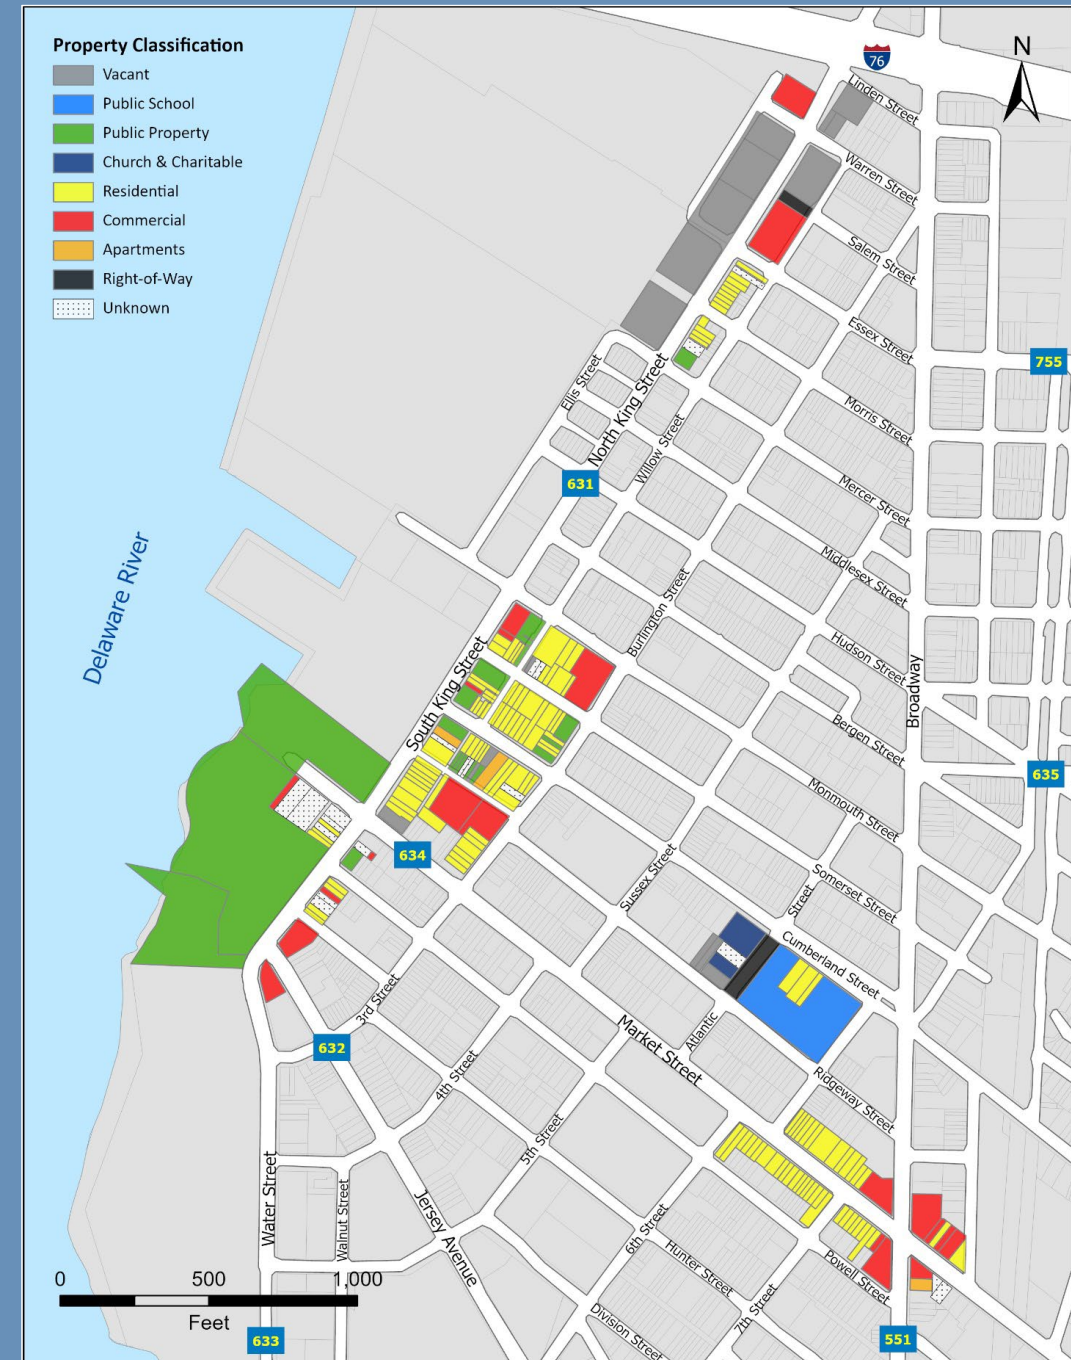 Property Classification
Vacant
Public School
Public Property
Church & Charitable
Residential
Commercial
Apartments
Right-of-Way
Unknown
N
76
Linden Street
Warren Street
Salem Street
Essex Street
755
Morris Street
Ellis Street
North King Street
Willow Street
631
Mercer Street
Middlesex Street
Delaware River
Burlington Street
Hudson Street
South King Street
Broadway
Bergen Street
635
Monmouth Street
634
Sussex Street
Somerset Street
Street
Cumberland Street
3rd Street
Atlantic
Market Street
632
4th Street
Ridgeway Street
5th Street
Water Street
Walnut Street
Jersey Avenue
6th Street
Hunter Street
Powell Street
7th Street
Division Street
0 500 1,000
Feet
633
551